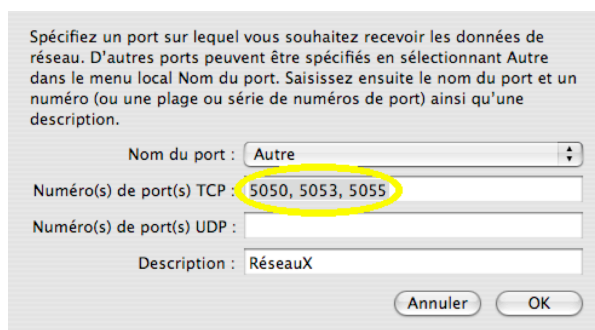 Spécifiez un port sur lequel vous souhaitez recevoir les données de
réseau. D'autres ports peuvent être spécifiés en sélectionnant Autre
dans le menu local Nom du port. Saisissez ensuite le nom du port et un
numéro (ou une plage ou série de numéros de port) ainsi qu'une
description.
Nom du port : Autre
Numéro(s) de port(s) TCP : 5050, 5053, 5055
Numéro(s) de port(s) UDP :
Description : RéseauX
Annuler OK